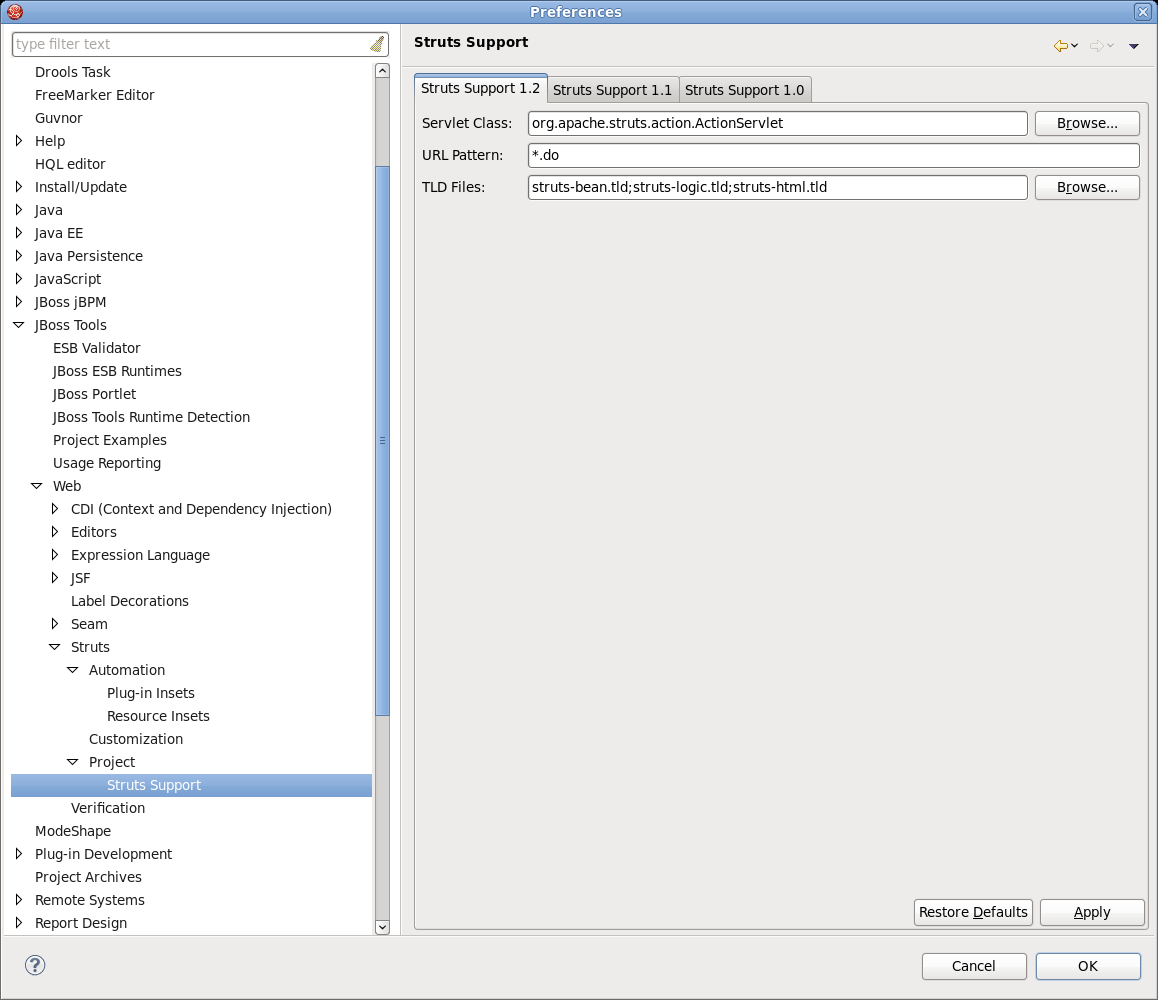 Preferences
type filter text
Drools Task
FreeMarker Editor
Guvnor
Help
HQL editor
Install/Update
Java
Java EE
Java Persistence
JavaScript
JBoss jBPM
JBoss Tools
ESB Validator
JBoss ESB Runtimes
JBoss Portlet
JBoss Tools Runtime Detection
Project Examples
Usage Reporting
Web
CDI (Context and Dependency Injection)
Editors
Expression Language
JSF
Label Decorations
Seam
Struts
Automation
Plug-in Insets
Resource Insets
Customization
Project
Struts Support
Verification
ModeShape
Plug-in Development
Project Archives
Remote Systems
Report Design
Struts Support
Struts Support 1.2 Struts Support 1.1 Struts Support 1.0
Servlet Class: org.apache.struts.action.ActionServlet Browse...
URL Pattern: *.do
TLD Files: struts-bean.tld;struts-logic.tld;struts-html.tld Browse...
Restore Defaults Apply
? Cancel OK